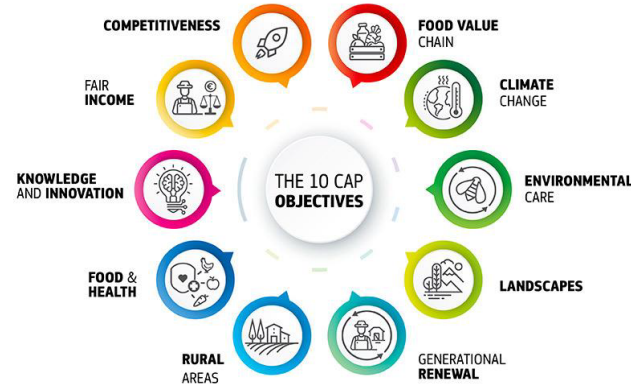 COMPETITIVENESS
FOOD VALUE
CHAIN
FAIR
INCOME
CLIMATE
CHANGE
KNOWLEDGE
AND INNOVATION
THE 10 CAP
OBJECTIVES
ENVIRONMENTAL
CARE
FOOD &
HEALTH
LANDSCAPES
RURAL
AREAS
GENERATIONAL
RENEWAL